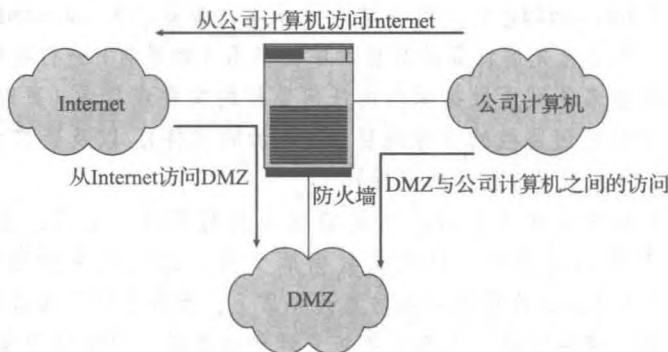 从公司计算机访问Internet
Internet
公司计算机
从Internet访问DMZ
防火墙
DMZ与公司计算机之间的访问
DMZ